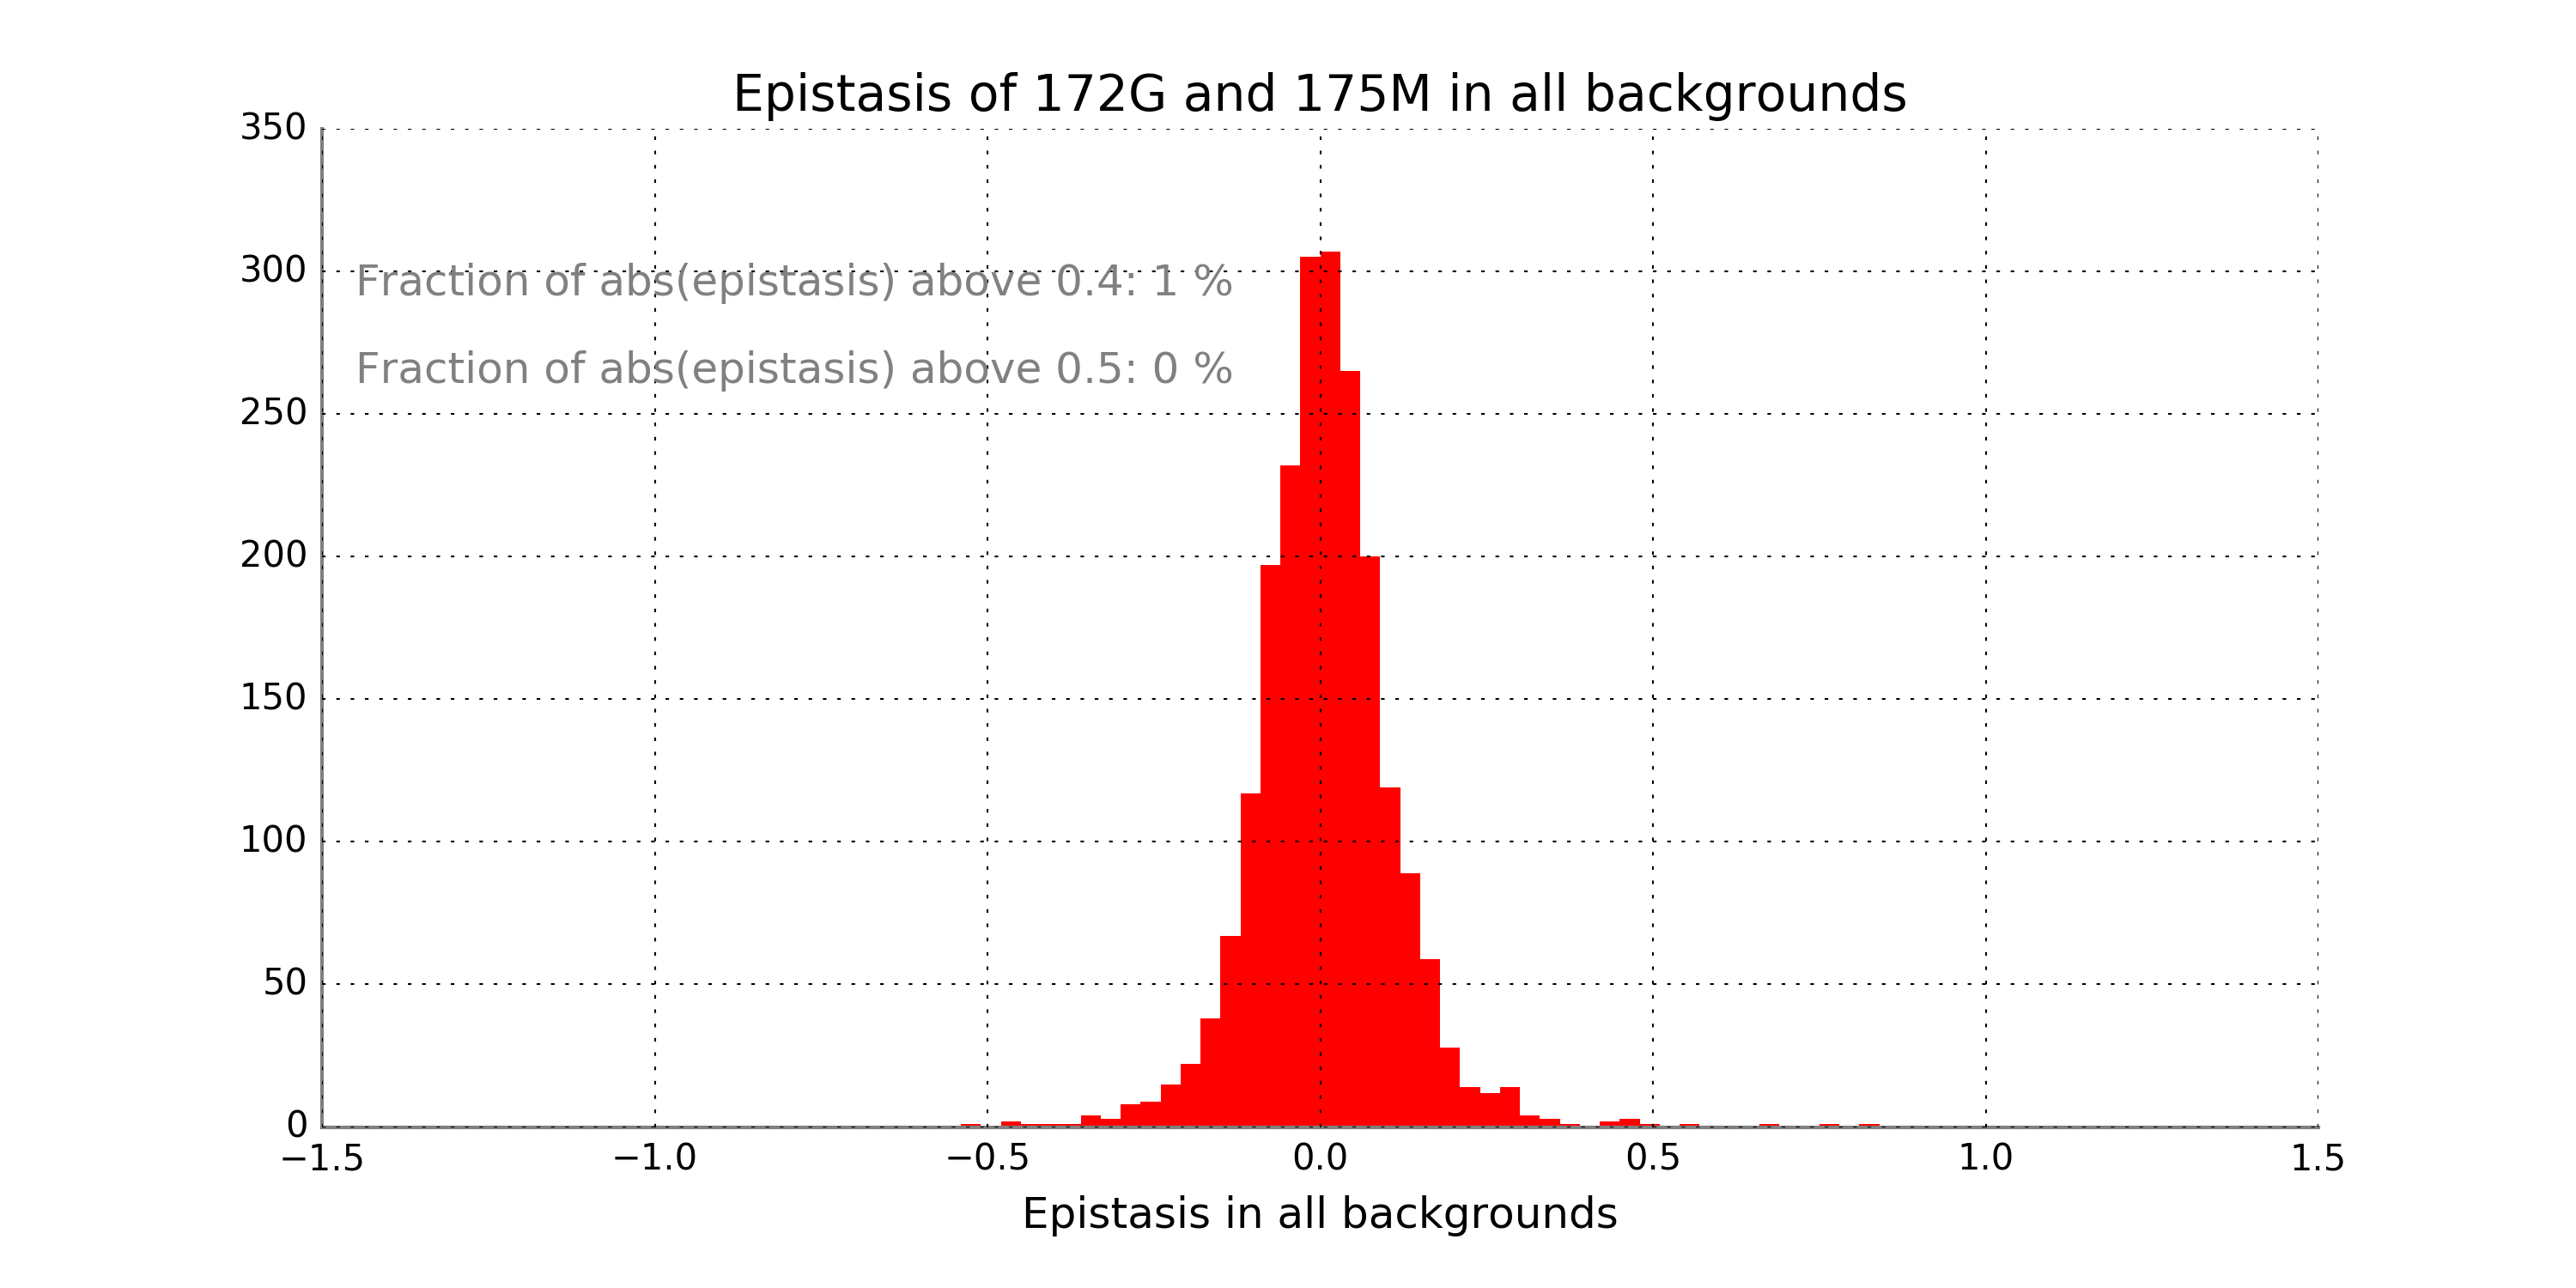 Epistasis of 172G and 175M in all backgrounds
350
300
Fraction of abs(epistasis) above 0.4: 1 %
Fraction of abs(epistasis) above 0.5: 0 %
250
200
150
100
50
0
−1.5 −1.0 −0.5 0.0 0.5 1.0 1.5
Epistasis in all backgrounds